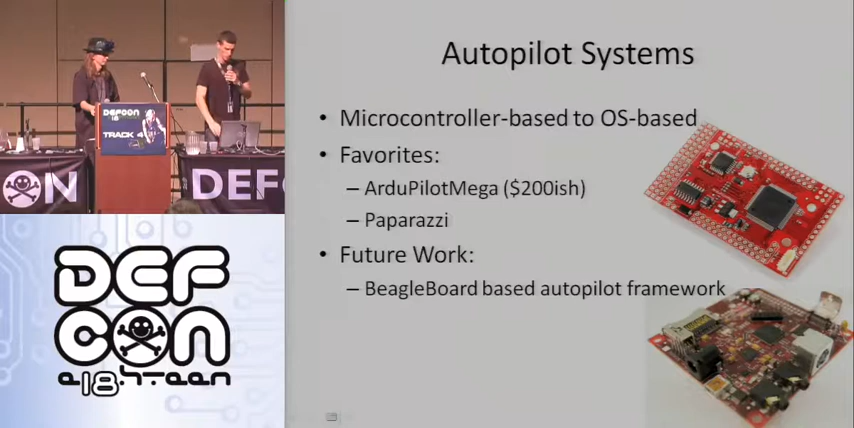 Autopilot Systems
• Microcontroller-based to OS-based
• Favorites:
– ArduPilotMega ($200ish)
– Paparazzi
• Future Work:
– BeagleBoard based autopilot framework
DEFCON
18
TRACK 4
ON
DEF
DEF
CON
e18hteen